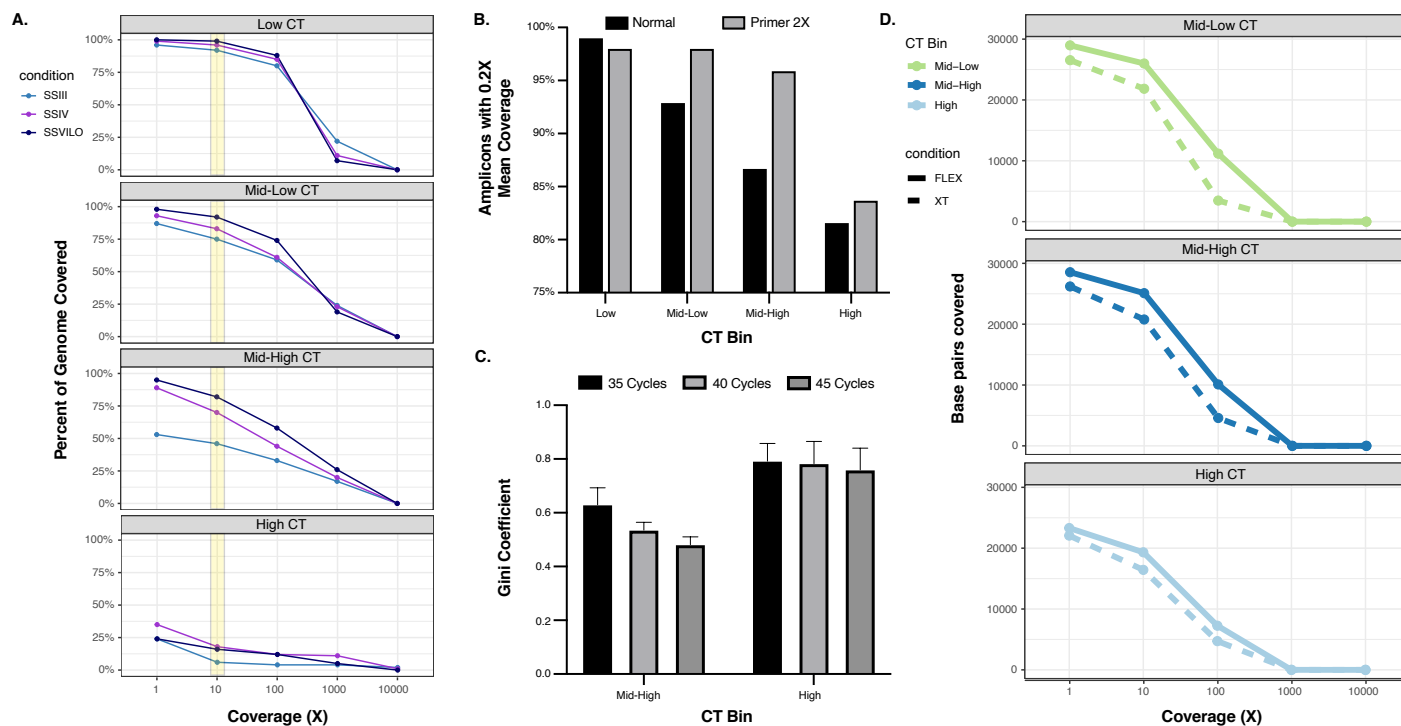 A.
condition
SSIII
SSIV
SSVILO
Percent of Genome Covered
Low CT
100%
75%
50%
25%
0%
Mid-Low CT
100%
75%
50%
25%
0%
Mid-High CT
100%
75%
50%
25%
0%
High CT
100%
75%
50%
25%
0%
1 10 100 1000 10000
Coverage (X)
B.
Normal Primer 2X
Amplicons with 0.2X
Mean Coverage
100%
95%
90%
85%
80%
75%
Low Mid-Low Mid-High High
CT Bin
C.
35 Cycles 40 Cycles 45 Cycles
Gini Coefficient
1.0
0.8
0.6
0.4
0.2
0.0
Mid-High High
CT Bin
D.
CT Bin
Mid−Low
Mid−High
High
condition
FLEX
XT
Base pairs covered
Mid-Low CT
30000
20000
10000
0
Mid-High CT
30000
20000
10000
0
High CT
30000
20000
10000
0
1 10 100 1000 10000
Coverage (X)